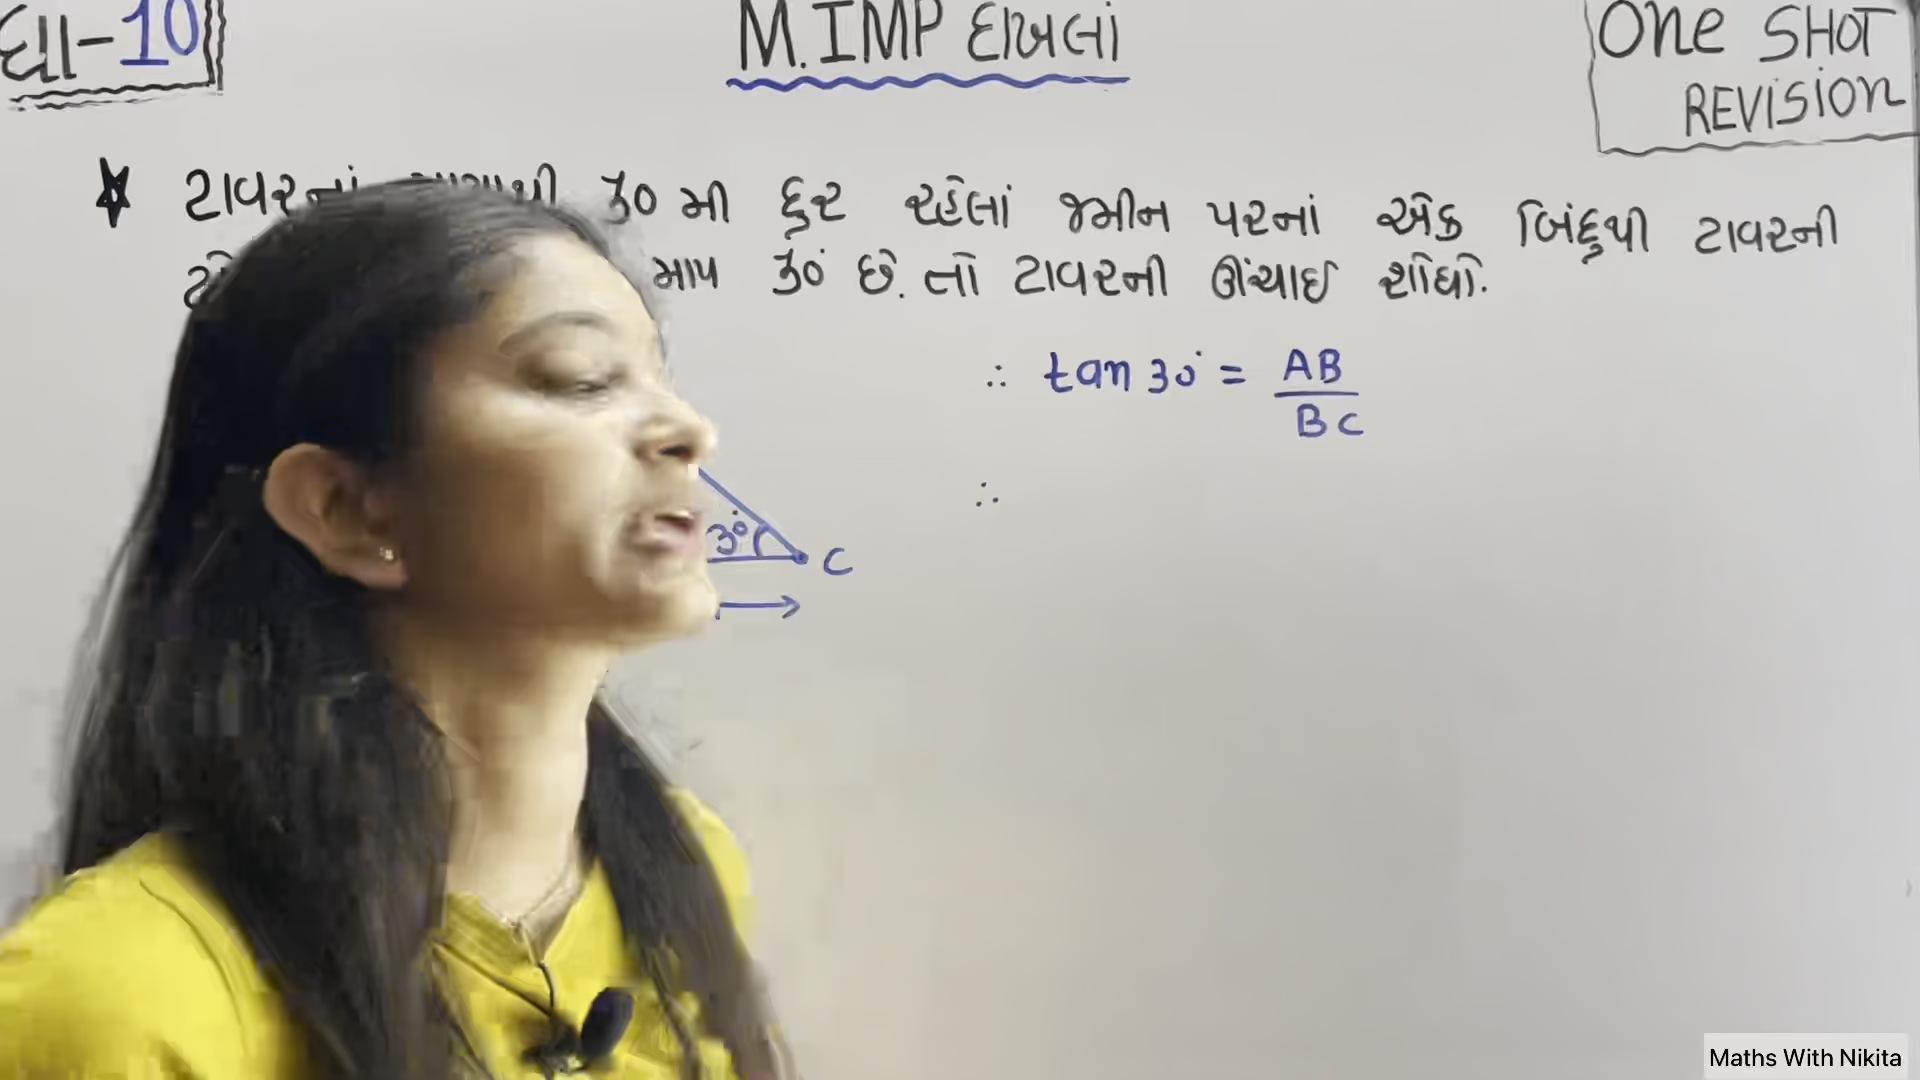 ધા-10
M. IMP દાખલાં
One SHOT
REVISION
ટાવરનાં 30 મી દુર રહેલાં જમીન પરનાં એક બિંદુથી ટાવરની
માપ 30° છે. તો ટાવરની ઊંચાઈ શોધો.
∴ tan 30° = AB
BC
∴
30°
C
Maths With Nikita